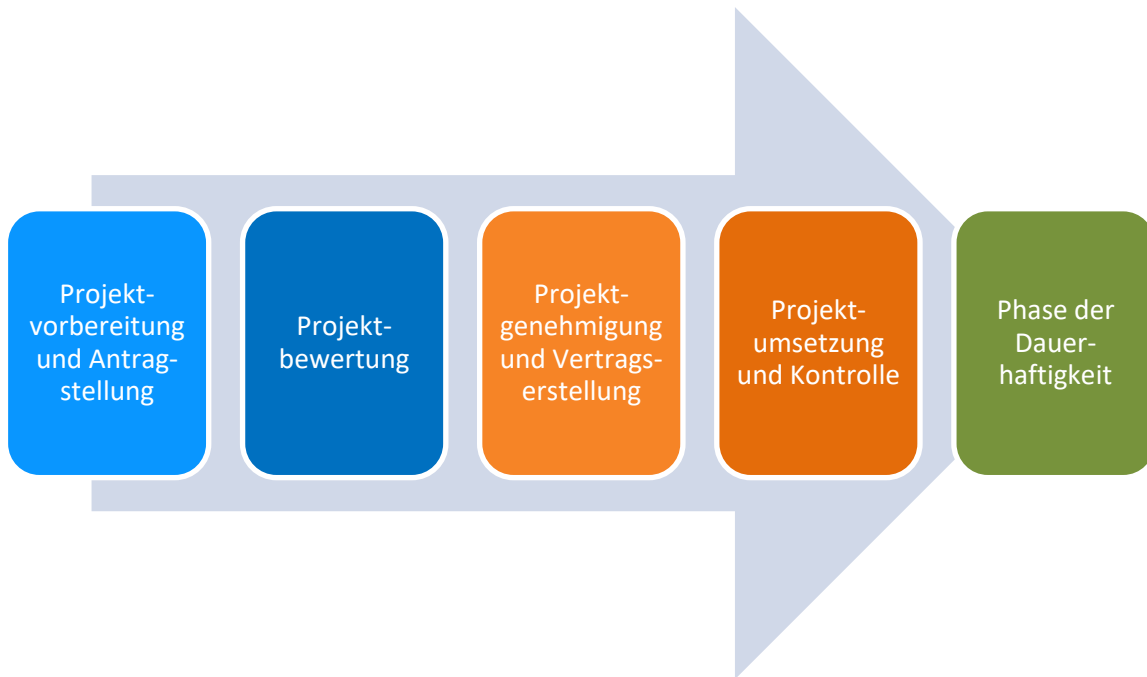 Projekt-
vorbereitung
und Antrag-
stellung
Projekt-
bewertung
Projekt-
genehmigung
und Vertrags-
erstellung
Projekt-
umsetzung
und Kontrolle
Phase der
Dauer-
haftigkeit